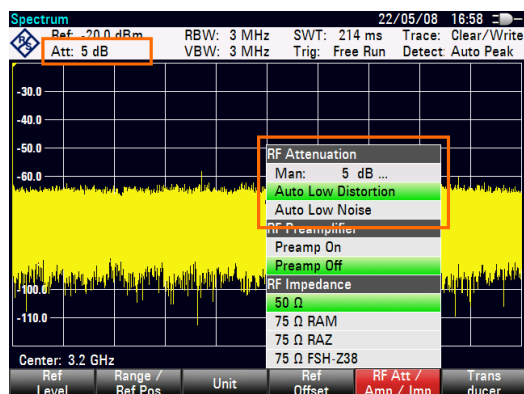 Spectrum 22/05/08 16:58
Ref: -20.0 dBm RBW: 3 MHz SWT: 214 ms Trace: Clear/Write
Att: 5 dB VBW: 3 MHz Trig: Free Run Detect: Auto Peak
-30.0
-40.0
-50.0
-60.0
-100.0
-110.0
RF Attenuation
Man: 5 dB ...
Auto Low Distortion
Auto Low Noise
RF Preamplifier
Preamp On
Preamp Off
RF Impedance
50 Ω
75 Ω RAM
75 Ω RAZ
75 Ω FSH-Z38
Center: 3.2 GHz
Ref Level
Range / Ref Pos
Unit
Ref Offset
RF Att / Amp / Imp
Trans ducer